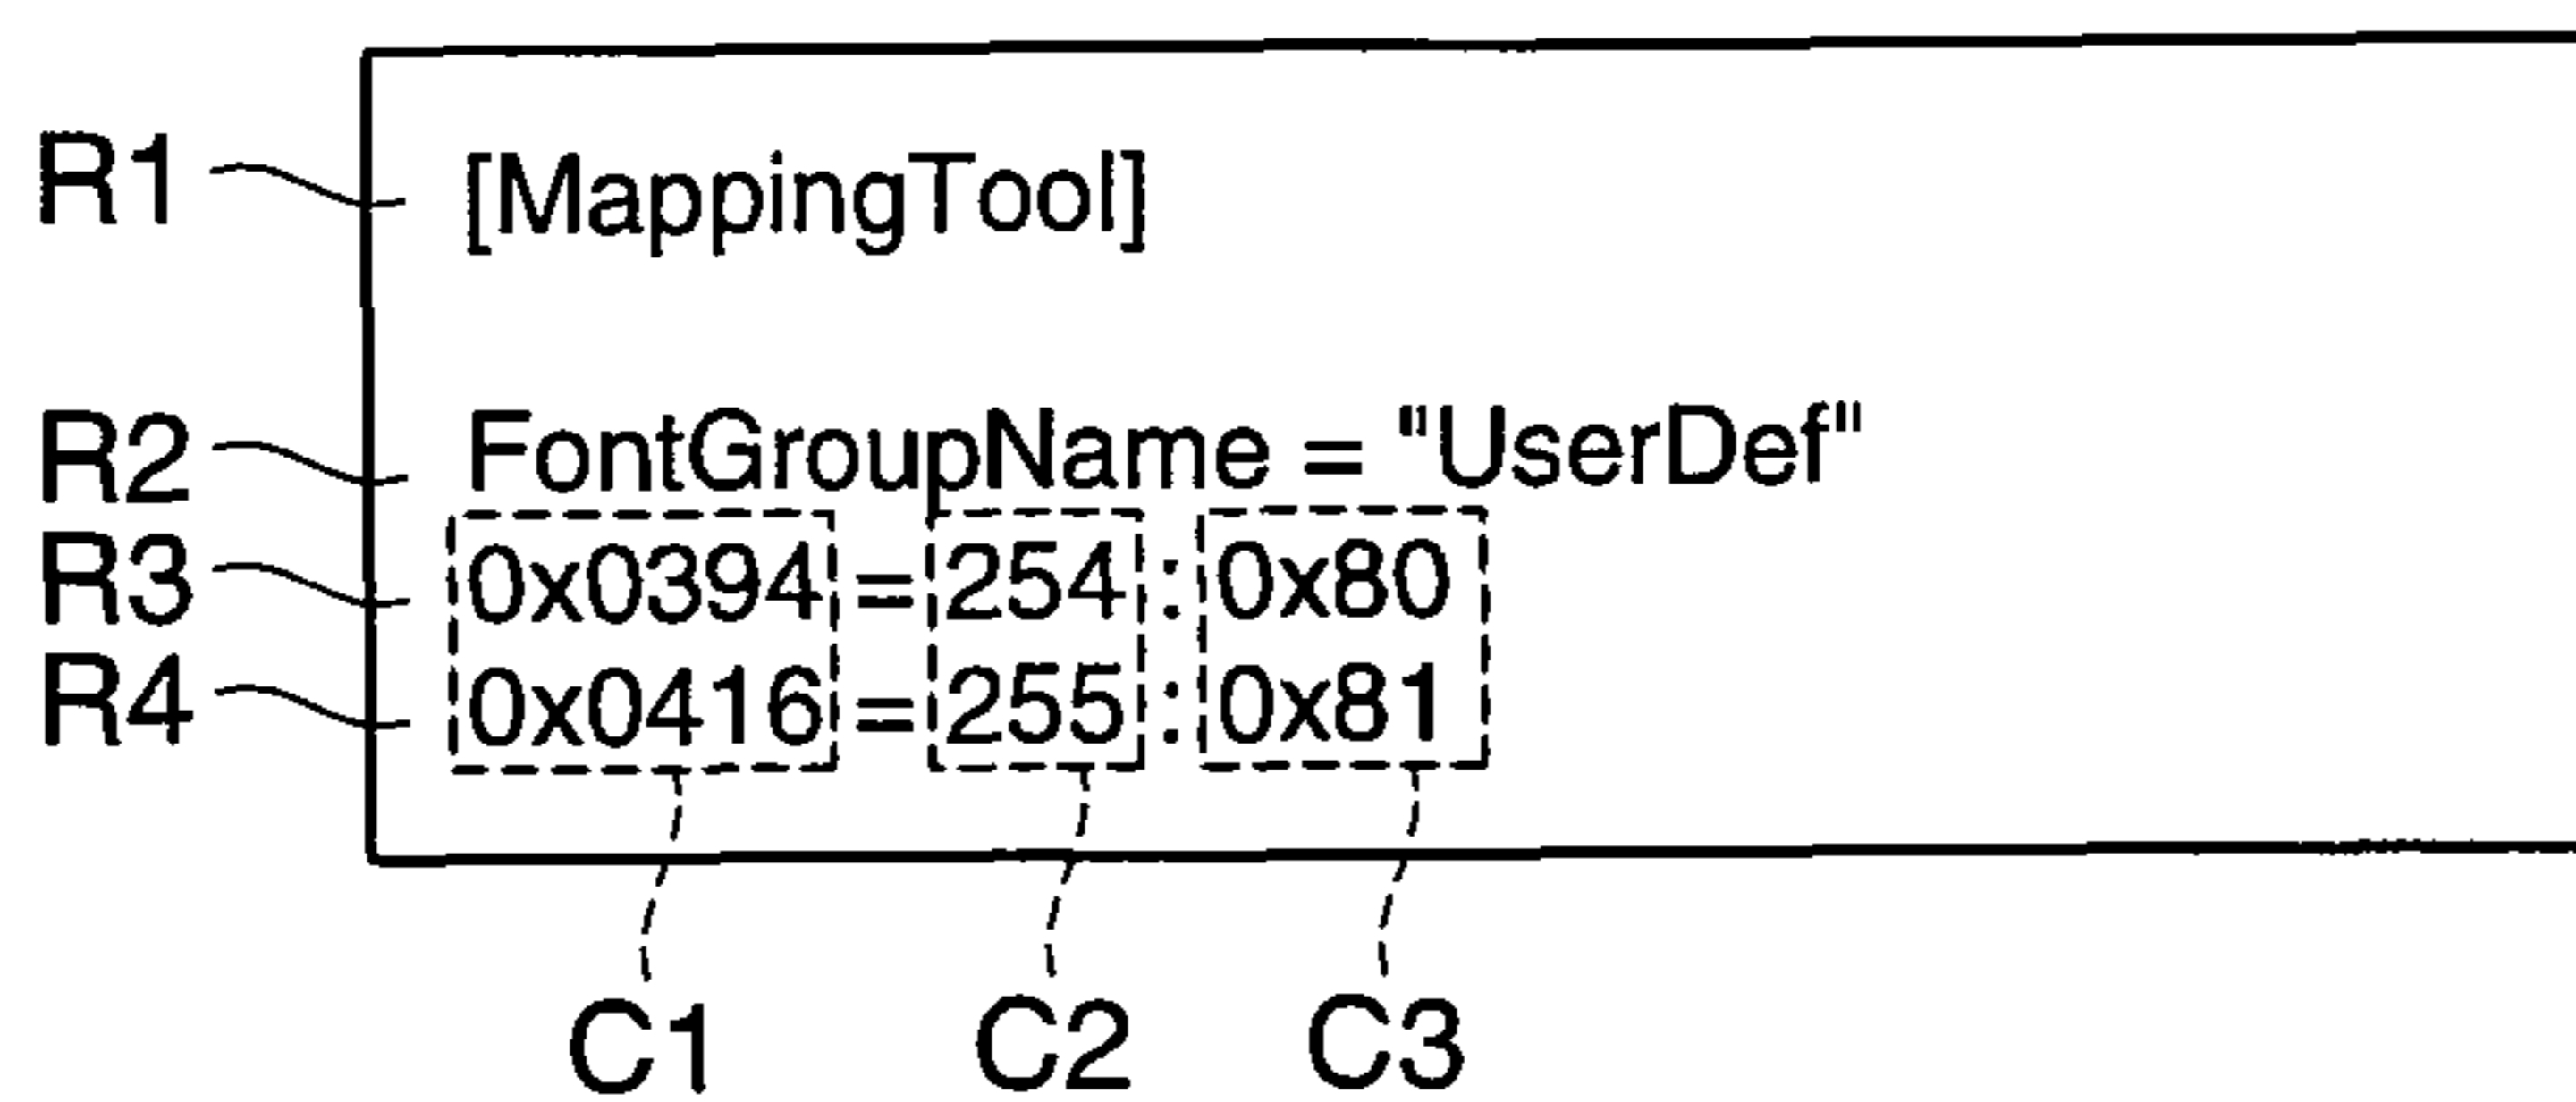 R1 [MappingTool]
R2 FontGroupName = "UserDef"
R3 0x0394 = 254 : 0x80
R4 0x0416 = 255 : 0x81
C1 C2 C3